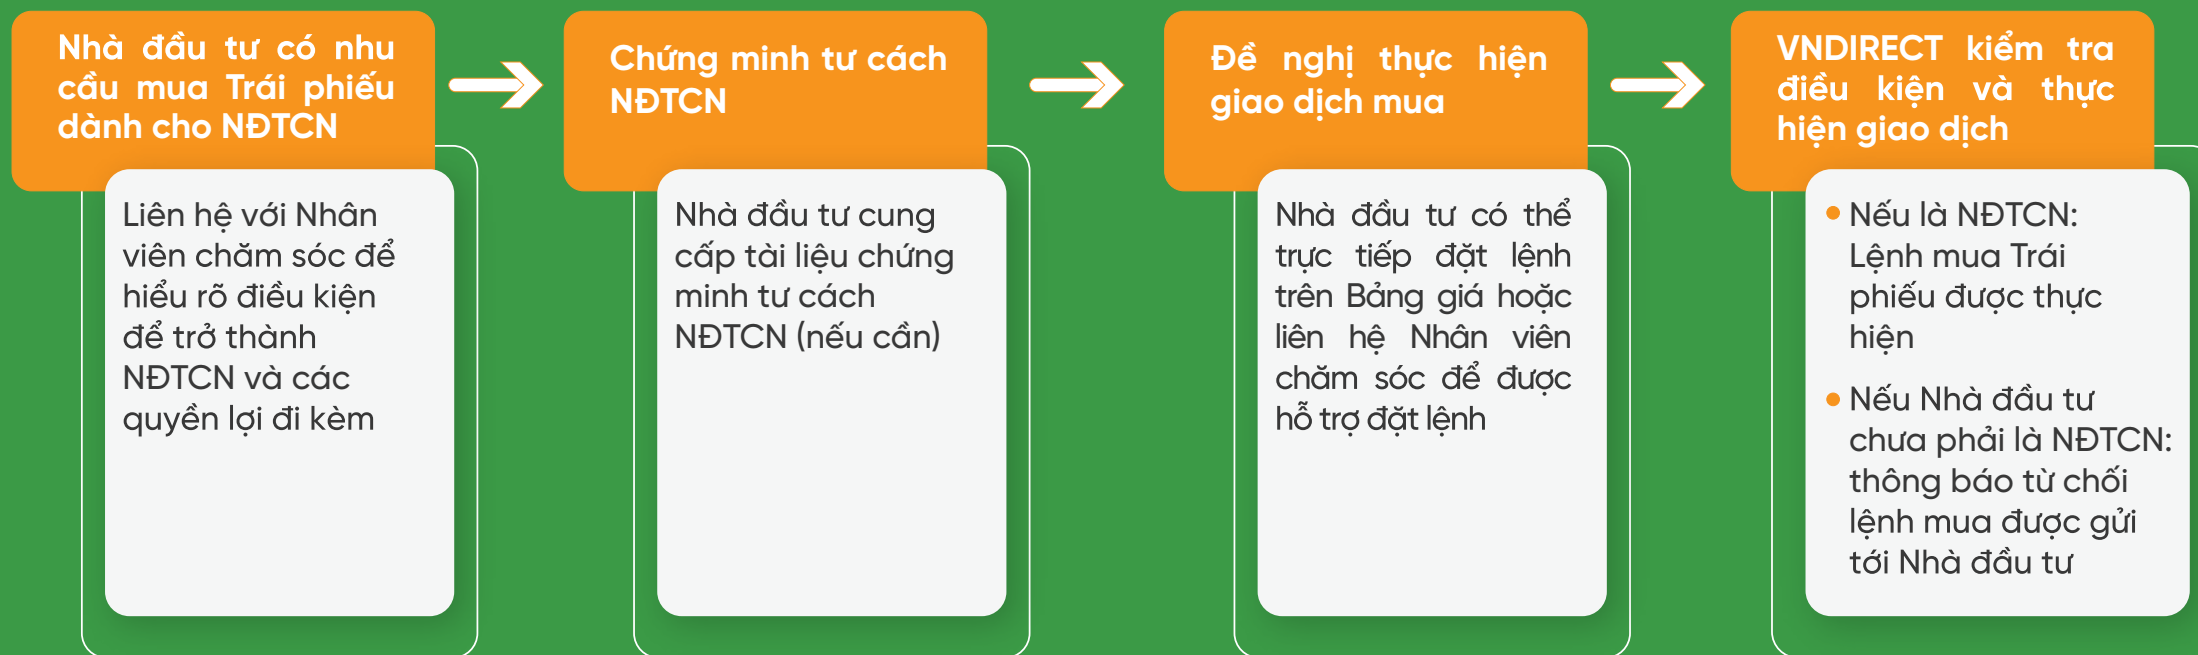 Nhà đầu tư có nhu
cầu mua Trái phiếu
dành cho NĐTCN
Liên hệ với Nhân
viên chăm sóc để
hiểu rõ điều kiện
để trở thành
NĐTCN và các
quyền lợi đi kèm
Chứng minh tư cách
NĐTCN
Nhà đầu tư cung
cấp tài liệu chứng
minh tư cách
NĐTCN (nếu cần)
Đề nghị thực hiện
giao dịch mua
Nhà đầu tư có thể
trực tiếp đặt lệnh
trên Bảng giá hoặc
liên hệ Nhân viên
chăm sóc để được
hỗ trợ đặt lệnh
VNDIRECT kiểm tra
điều kiện và thực
hiện giao dịch
Nếu là NĐTCN:
Lệnh mua Trái
phiếu được thực
hiện
Nếu Nhà đầu tư
chưa phải là NĐTCN:
thông báo từ chối
lệnh mua được gửi
tới Nhà đầu tư